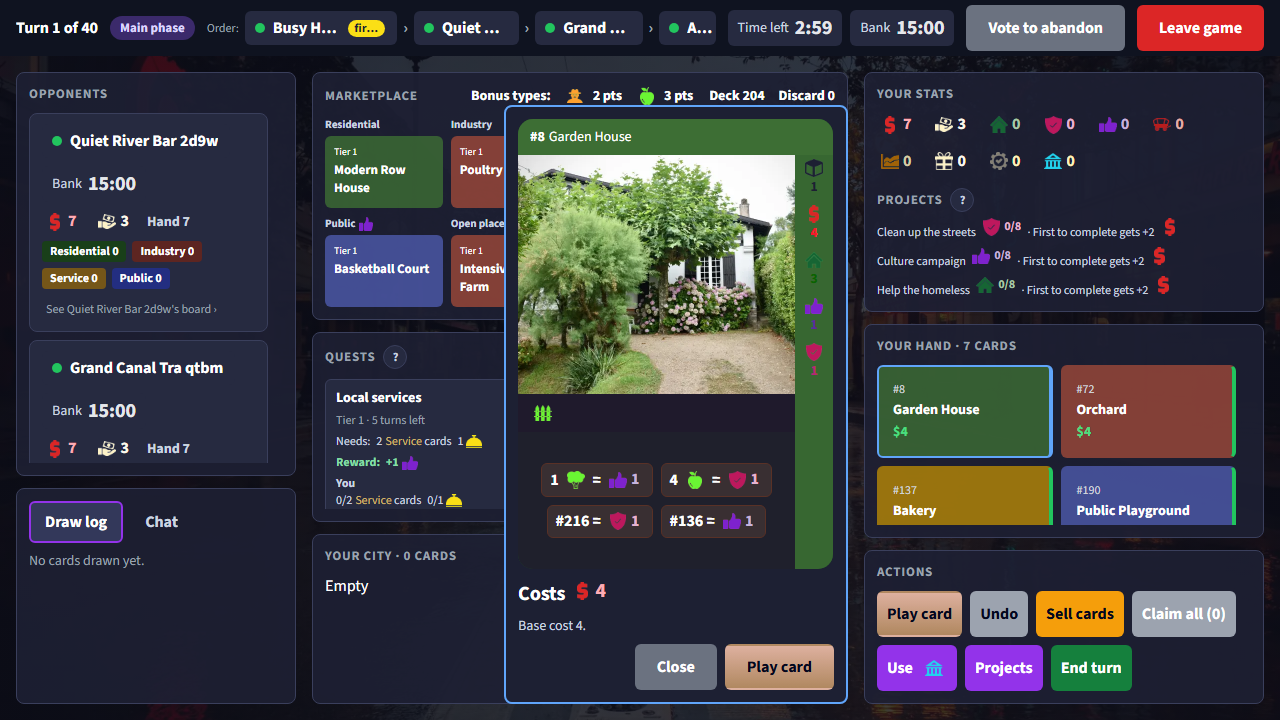 Turn 1 of 40 Main phase Order: Busy H... fir... › Quiet ... › Grand ... › A... Time left 2:59 Bank 15:00 Vote to abandon Leave game
OPPONENTS
Quiet River Bar 2d9w
Bank 15:00
7 3 Hand 7
Residential 0 Industry 0
Service 0 Public 0
See Quiet River Bar 2d9w's board ›
Grand Canal Tra qtbm
Bank 15:00
7 3 Hand 7
Draw log Chat
No cards drawn yet.
MARKETPLACE Bonus types: 2 pts 3 pts Deck 204 Discard 0
Residential Industry
Tier 1
Modern Row
House
Tier 1
Poultry
Public Open place
Tier 1
Basketball Court
Tier 1
Intensiv
Farm
QUESTS ?
Local services
Tier 1 · 5 turns left
Needs: 2 Service cards 1
Reward: +1
You
0/2 Service cards 0/1
YOUR CITY · 0 CARDS
Empty
#8 Garden House
1
4
3
1
1
1 = 1 4 = 1
#216 = 1 #136 = 1
Costs 4
Base cost 4.
Close Play card
YOUR STATS
7 3 0 0 0 0
0 0 0 0
PROJECTS ?
Clean up the streets 0/8 · First to complete gets +2
Culture campaign 0/8 · First to complete gets +2
Help the homeless 0/8 · First to complete gets +2
YOUR HAND · 7 CARDS
#8
Garden House
$4
#72
Orchard
$4
#137
Bakery
#190
Public Playground
ACTIONS
Play card Undo Sell cards Claim all (0)
Use Projects End turn